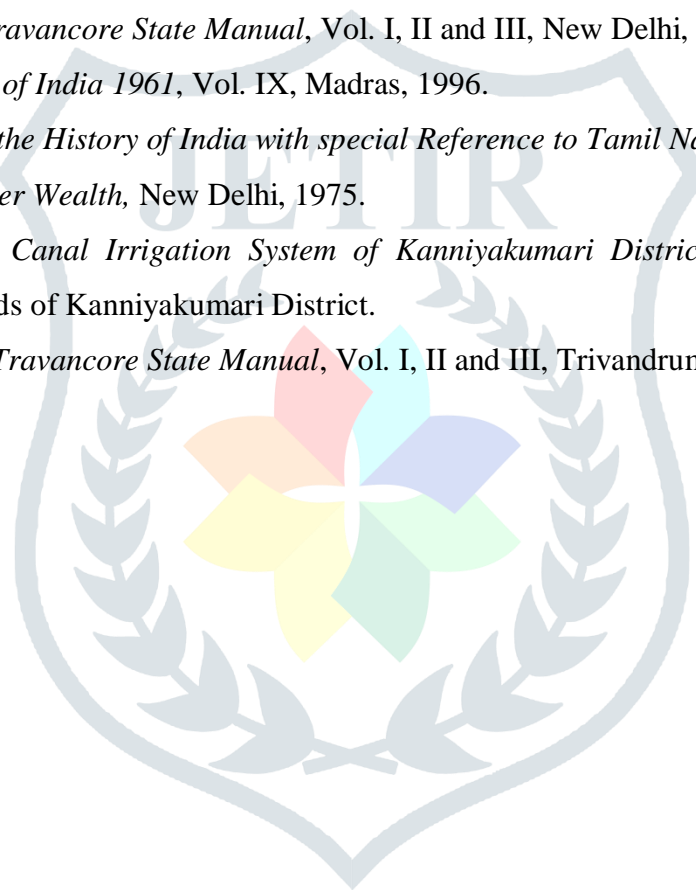 ravancore State Manual, Vol. I, II and III, New Delhi,
of India 1961, Vol. IX, Madras, 1996.
the History of India with special Reference to Tamil Na
er Wealth, New Delhi, 1975.
Canal Irrigation System of Kanniyakumari Distric
ds of Kanniyakumari District.
Travancore State Manual, Vol. I, II and III, Trivandrum
JETIR